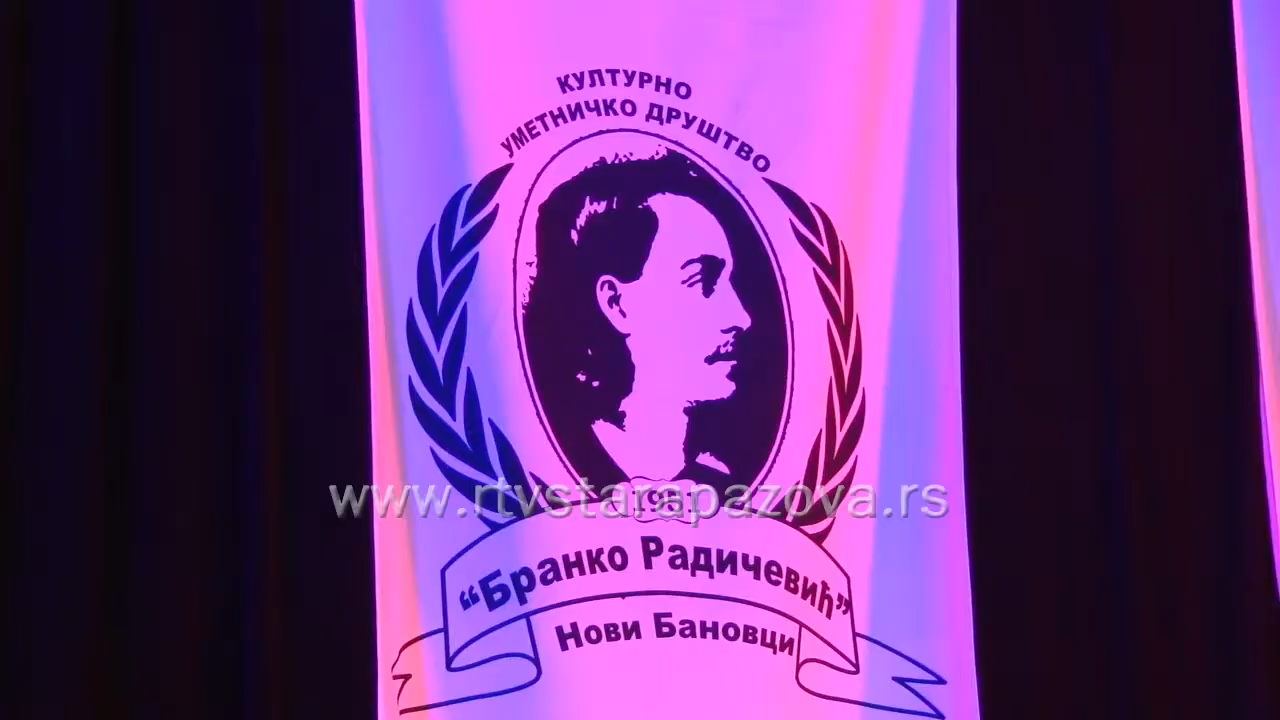 КУЛТУРНО
УМЕТНИЧКО ДРУШТВО
www.rtvstarapazova.rs
“Бранко Радичевић”
Нови Бановци